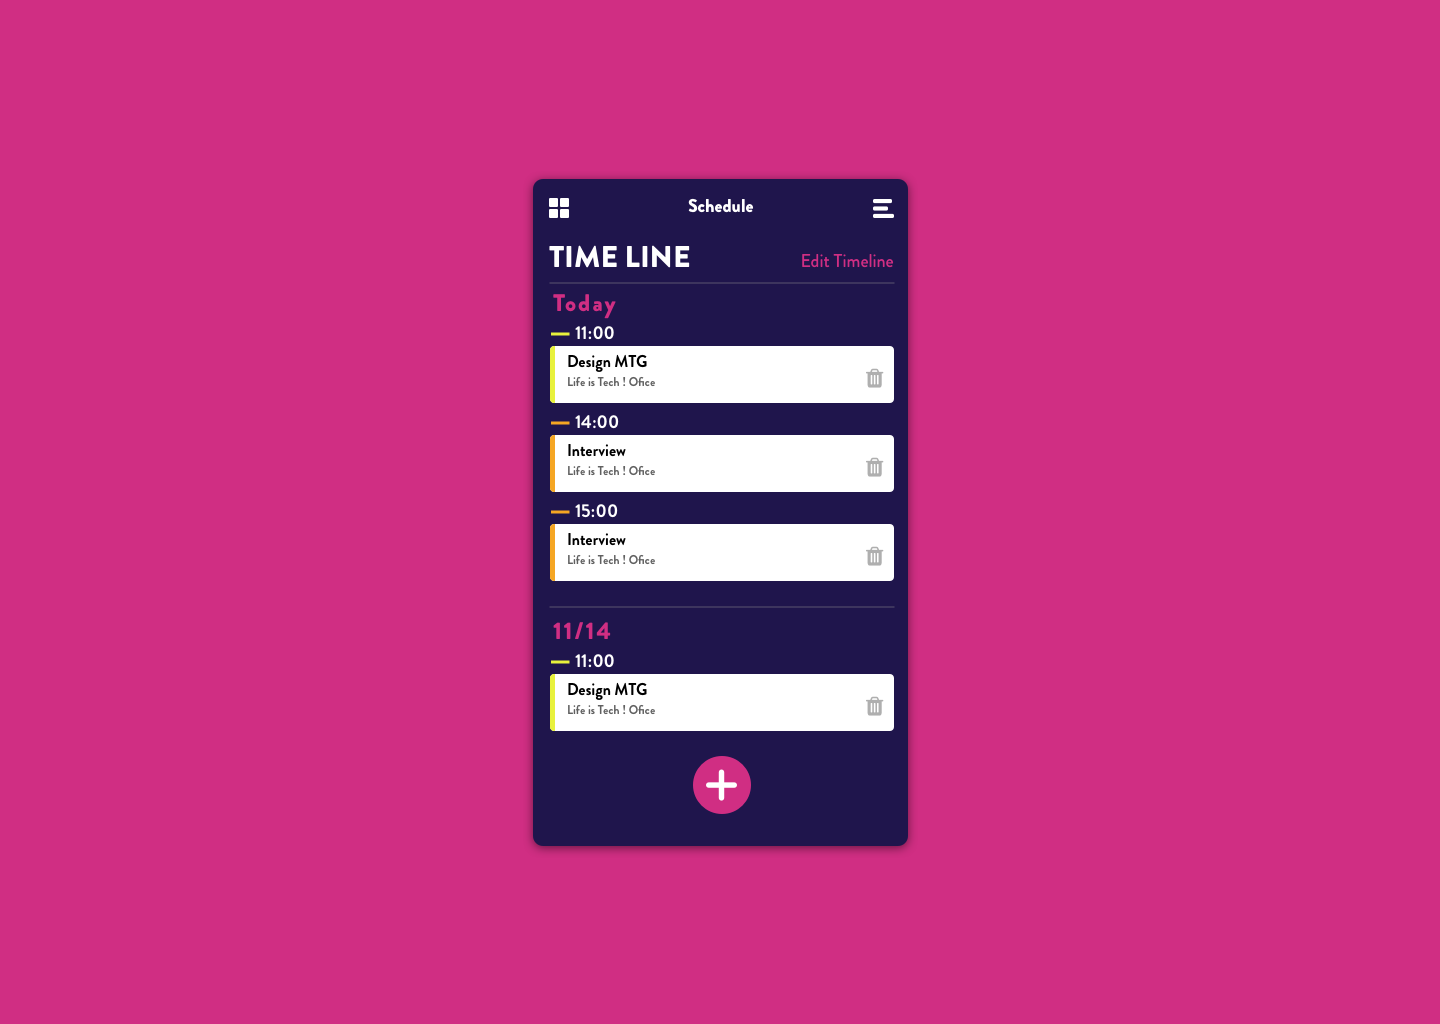 Schedule
TIME LINE
Edit Timeline
Today
11:00
Design MTG
Life is Tech ! Ofice
14:00
Interview
Life is Tech ! Ofice
15:00
Interview
Life is Tech ! Ofice
11/14
11:00
Design MTG
Life is Tech ! Ofice